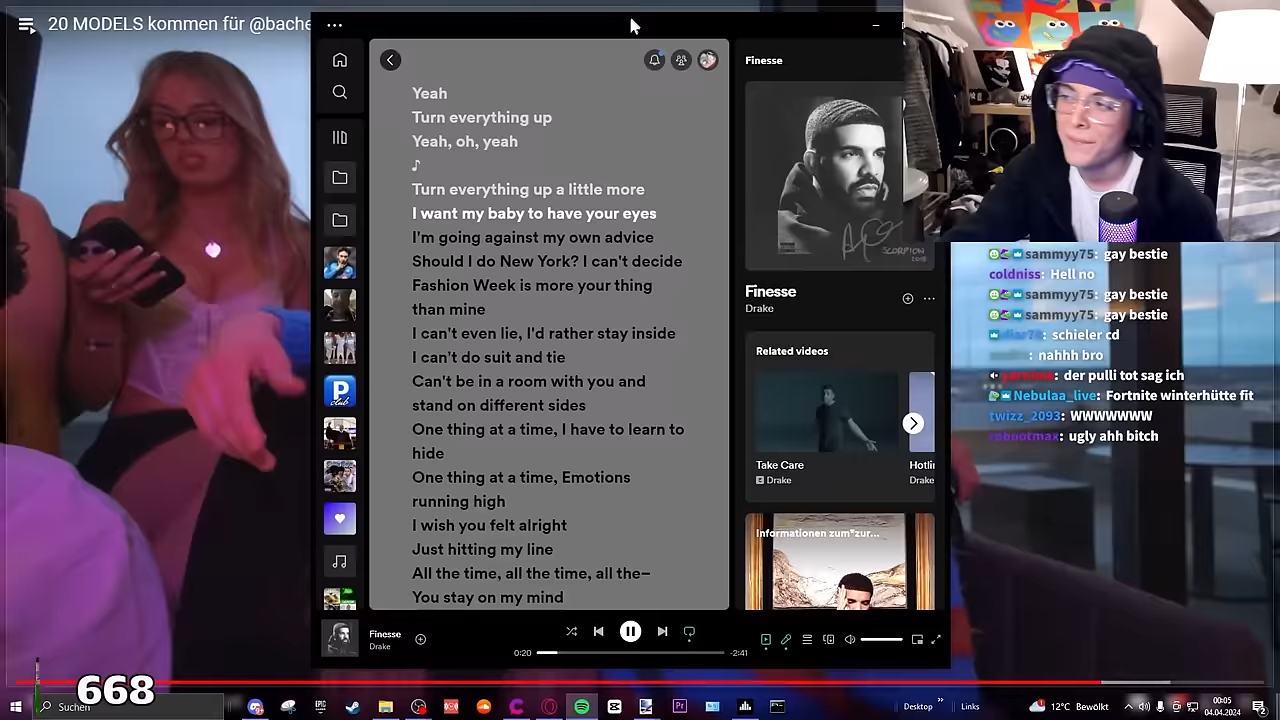 20 MODELS kommen für @bache
Yeah
Turn everything up
Yeah, oh, yeah
♪
Turn everything up a little more
I want my baby to have your eyes
I'm going against my own advice
Should I do New York? I can't decide
Fashion Week is more your thing
than mine
I can't even lie, I'd rather stay inside
I can't do suit and tie
Can't be in a room with you and
stand on different sides
One thing at a time, I have to learn to
hide
One thing at a time, Emotions
running high
I wish you felt alright
Just hitting my line
All the time, all the time, all the–
You stay on my mind
Finesse
SCORPION
Finesse
Drake
Related videos
Take Care
Hotlin
E Drake
Drake
Informationen zum*zur...
Finesse
Drake
0:20
-2:41
sammyy75: gay bestie
coldniss: Hell no
sammyy75: gay bestie
sammyy75: gay bestie
: schieler cd
: nahhh bro
: der pulli tot sag ich
Nebulaa_live: Fortnite winterhütte fit
twizz_2093: WWWWWWW
: ugly ahh bitch
668
Suchen
EPIC
Pr
Desktop
Links
12°C Bewölkt
00:05
04.04.2024
2